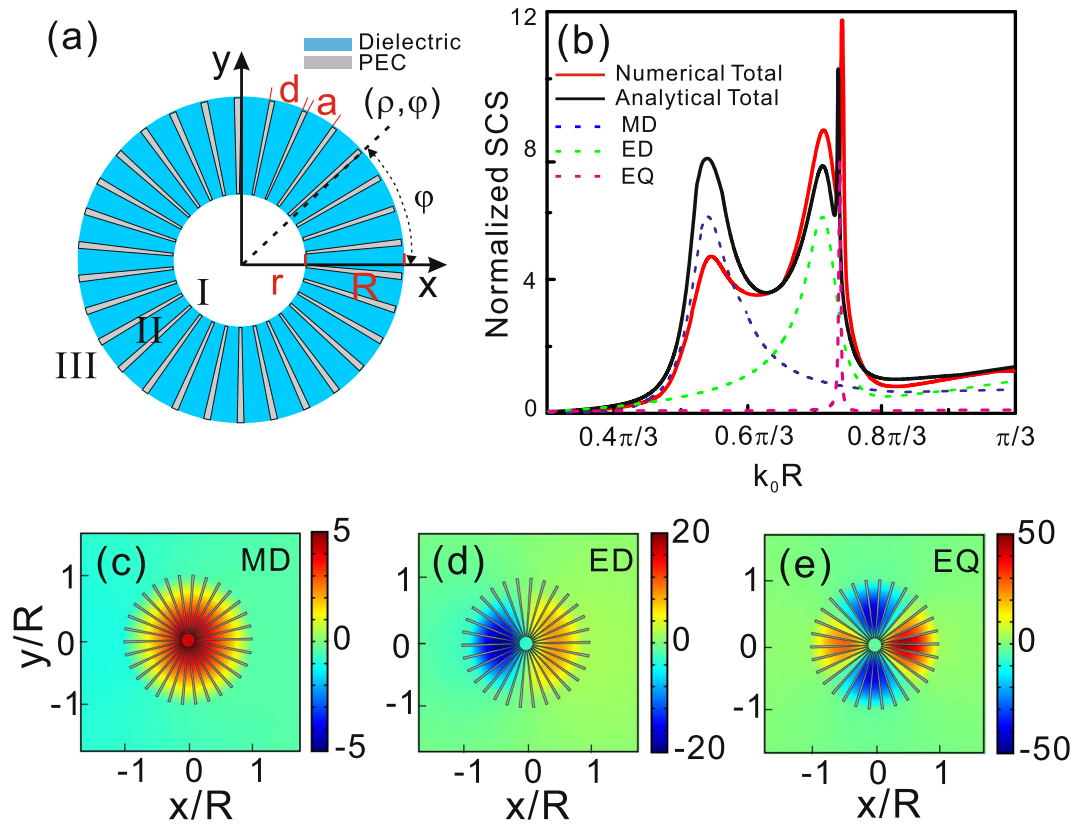 (a)
Dielectric
PEC
y
d
a
(ρ,φ)
φ
I
r
R
x
II
III
(b)
12
8
4
0
Normalized SCS
Numerical Total
Analytical Total
MD
ED
EQ
0.4π/3
0.6π/3
0.8π/3
π/3
k₀R
(c)
MD
5
0
-5
1
0
-1
y/R
-1
0
1
x/R
(d)
ED
20
0
-20
1
0
-1
-1
0
1
x/R
(e)
EQ
50
0
-50
1
0
-1
-1
0
1
x/R